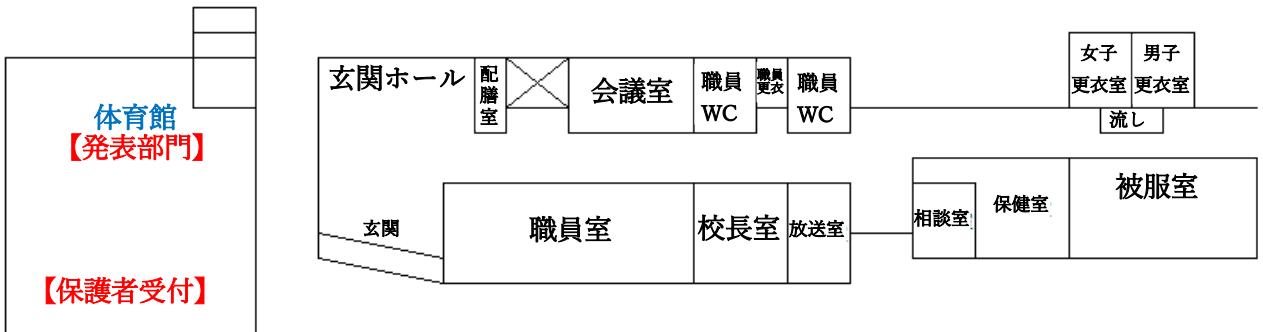 体育館
【発表部門】
【保護者受付】
玄関ホール
配膳室
会議室
職員
WC
職員
更衣
職員
WC
女子
更衣室
男子
更衣室
流し
玄関
職員室
校長室
放送室
相談室
保健室
被服室